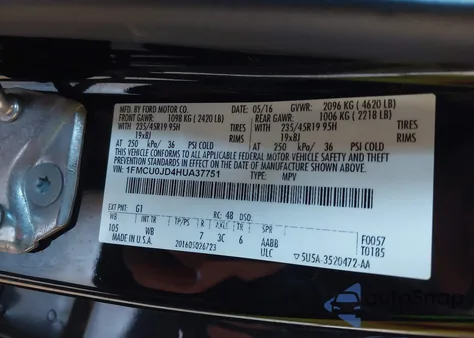 MFD. BY FORD MOTOR CO. DATE: 05/16 GVWR: 2096 KG (4620 LB)
FRONT GAWR: 1098 KG (2420 LB) REAR GAWR: 1006 KG (2218 LB)
WITH 235/45R19 95H TIRES WITH 235/45R19 95H TIRES
19x8J RIMS 19x8J RIMS
AT 250 kPa/ 36 PSI COLD AT 250 kPa/ 36 PSI COLD
THIS VEHICLE CONFORMS TO ALL APPLICABLE FEDERAL MOTOR VEHICLE SAFETY, BUMPER, AND THEFT
PREVENTION STANDARDS IN EFFECT ON THE DATE OF MANUFACTURE SHOWN ABOVE.
VIN: 1FMCU0JD4HUA37751 TYPE: MPV
EXT PNT: G1 RC: 48 DSO: F0057
WB INT TR TP/PS R AXLE TR SPR T0185
105 WB 7 3C 6 AABB
MADE IN U.S.A. 201605026723 ULC ▽5U5A-3520472-AA
autoSnap